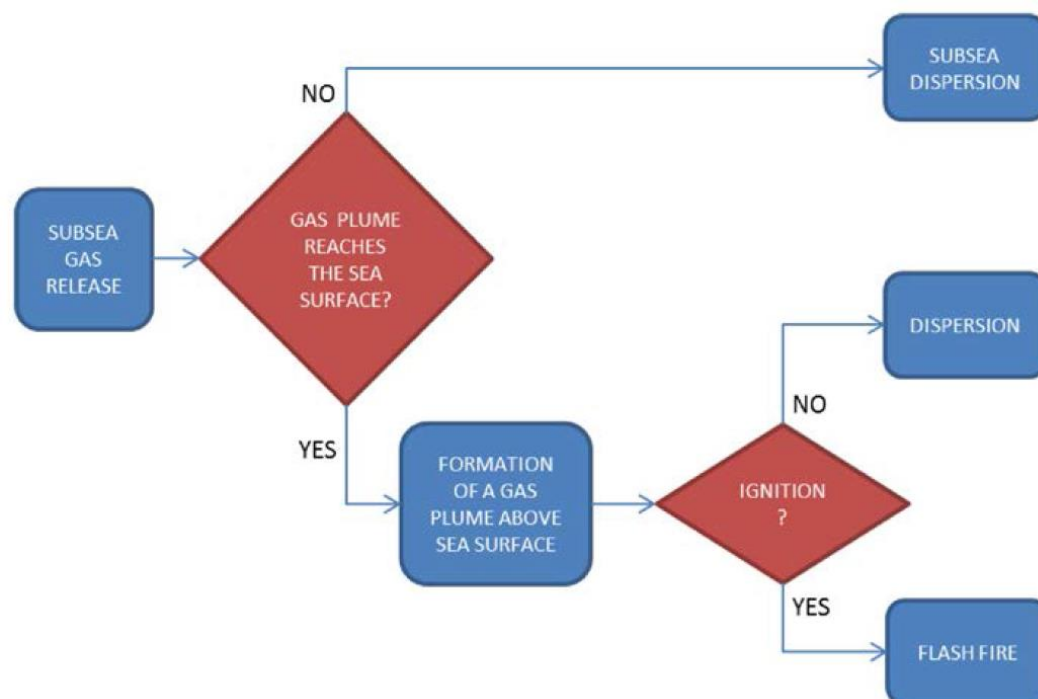 SUBSEA
DISPERSION
NO
SUBSEA
GAS
RELEASE
GAS PLUME
REACHES
THE SEA
SURFACE?
DISPERSION
YES
FORMATION
OF A GAS
PLUME ABOVE
SEA SURFACE
NO
IGNITION
?
YES
FLASH FIRE